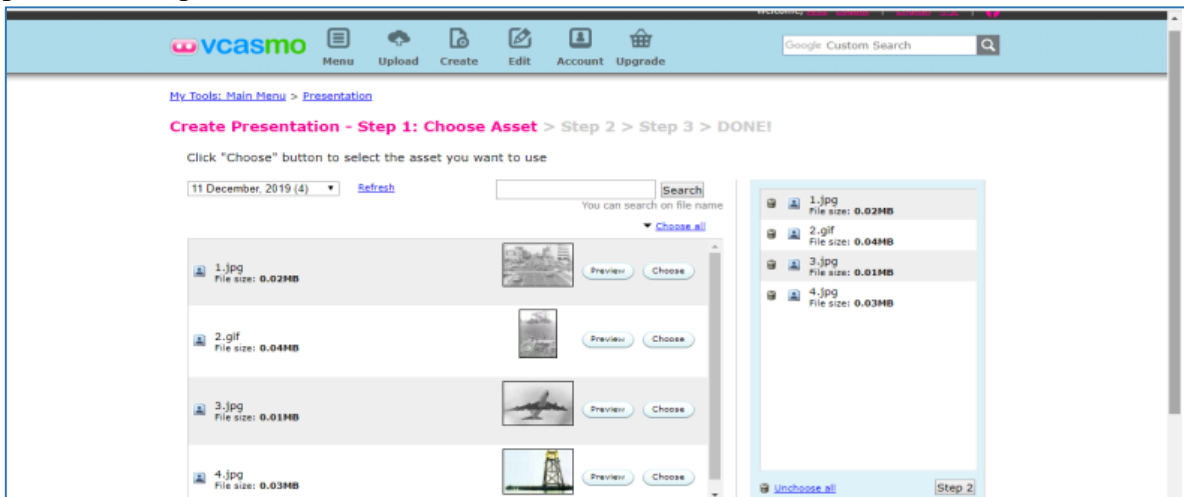 Welcome,
vcasmo
Menu Upload Create Edit Account Upgrade
Google Custom Search
My Tools: Main Menu > Presentation
Create Presentation - Step 1: Choose Asset > Step 2 > Step 3 > DONE!
Click "Choose" button to select the asset you want to use
11 December, 2019 (4) Refresh Search
You can search on file name
Choose all
1.jpg
File size: 0.02MB
Preview Choose
2.gif
File size: 0.04MB
Preview Choose
3.jpg
File size: 0.01MB
Preview Choose
4.jpg
File size: 0.03MB
Preview Choose
1.jpg
File size: 0.02MB
2.gif
File size: 0.04MB
3.jpg
File size: 0.01MB
4.jpg
File size: 0.03MB
Unchoose all Step 2